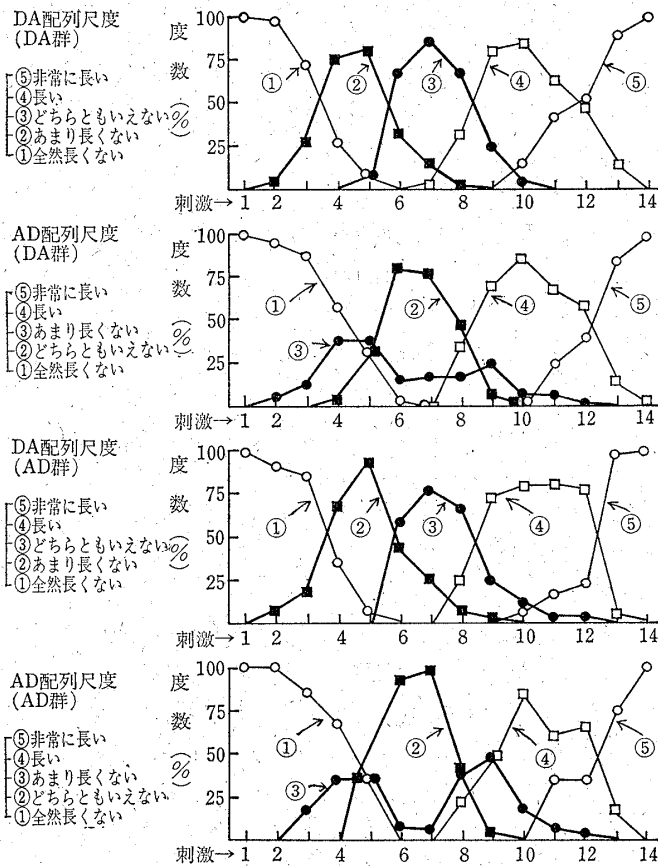 DA配列尺度
(DA群)
⑤非常に長い
④長い
③どちらともいえない
②あまり長くない
①全然長くない
度数(%)
100
75
50
25
① ② ③ ④ ⑤
刺激→ 1 2 4 6 8 10 12 14
AD配列尺度
(DA群)
⑤非常に長い
④長い
③あまり長くない
②どちらともいえない
①全然長くない
度数(%)
100
75
50
25
① ③ ② ④ ⑤
刺激→ 1 2 4 6 8 10 12 14
DA配列尺度
(AD群)
⑤非常に長い
④長い
③どちらともいえない
②あまり長くない
①全然長くない
度数(%)
100
75
50
25
① ② ③ ④ ⑤
刺激→ 1 2 4 6 8 10 12 14
AD配列尺度
(AD群)
⑤非常に長い
④長い
③あまり長くない
②どちらともいえない
①全然長くない
度数(%)
100
75
50
25
① ③ ② ④ ⑤
刺激→ 1 2 4 6 8 10 12 14